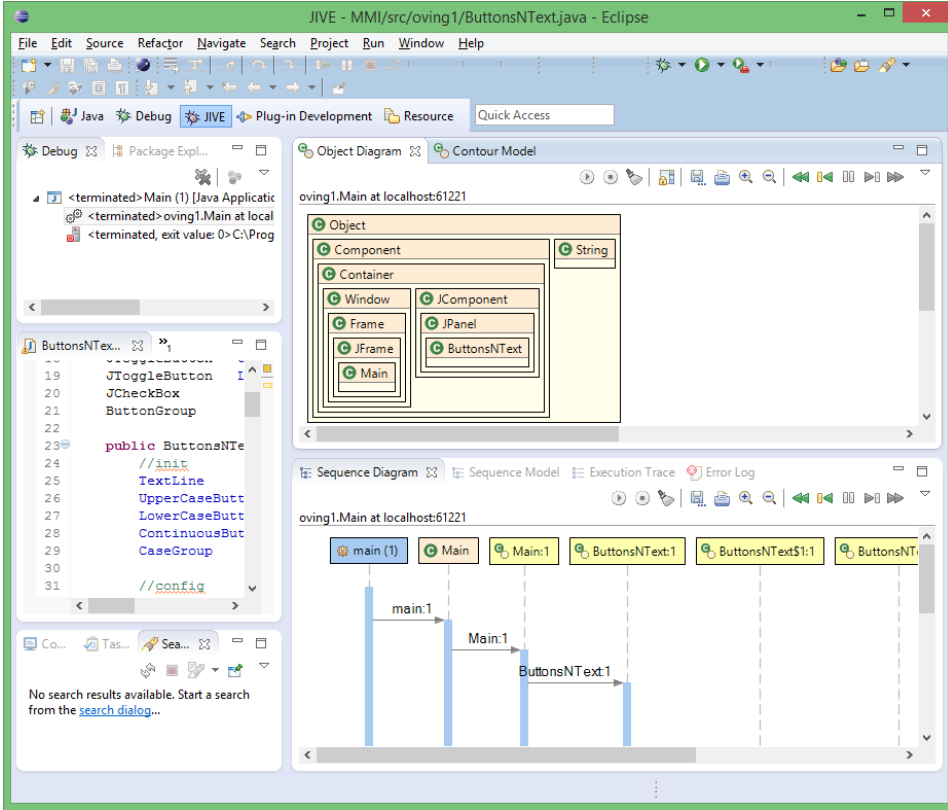 JIVE - MMI/src/oving1/ButtonsNText.java - Eclipse
File Edit Source Refactor Navigate Search Project Run Window Help
Java Debug JIVE Plug-in Development Resource Quick Access
Debug Package Expl...
<terminated>Main (1) [Java Applicatic
<terminated>oving1.Main at local
<terminated, exit value: 0>C:\Prog
Object Diagram Contour Model
oving1.Main at localhost:61221
Object
Component String
Container
Window JComponent
Frame JPanel
JFrame ButtonsNText
Main
ButtonsNTex... »1
18 JToggleButton
19 JToggleButton
20 JCheckBox
21 ButtonGroup
22
23 public ButtonsNTe
24 //init
25 TextLine
26 UpperCaseButt
27 LowerCaseButt
28 ContinuousBut
29 CaseGroup
30
31 //config
Sequence Diagram Sequence Model Execution Trace Error Log
oving1.Main at localhost:61221
main (1) Main Main:1 ButtonsNText:1 ButtonsNText$1:1 ButtonsNT
main:1
Main:1
ButtonsNText:1
Co... Tas... Sea...
No search results available. Start a search
from the search dialog...